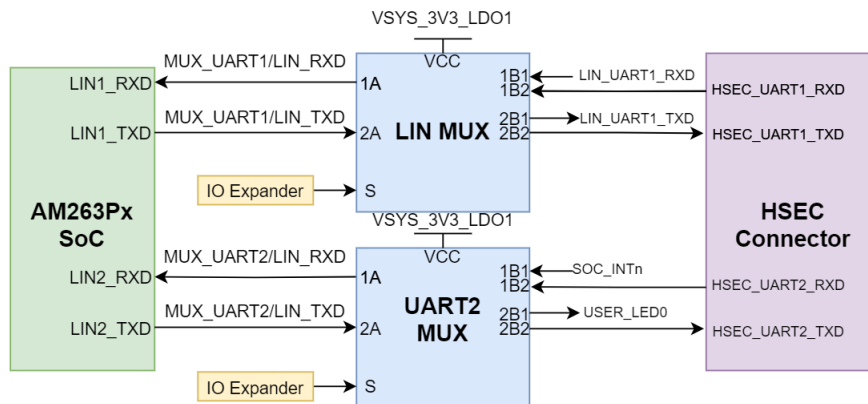 VSYS_3V3_LDO1
MUX_UART1/LIN_RXD
VCC
LIN1_RXD
1A
1B1
LIN_UART1_RXD
1B2
HSEC_UART1_RXD
MUX_UART1/LIN_TXD
2B1
LIN_UART1_TXD
LIN1_TXD
2A
LIN MUX
2B2
HSEC_UART1_TXD
IO Expander
S
AM263Px
SoC
HSEC
Connector
VSYS_3V3_LDO1
MUX_UART2/LIN_RXD
VCC
LIN2_RXD
1A
1B1
SOC_INTn
1B2
HSEC_UART2_RXD
MUX_UART2/LIN_TXD
UART2
MUX
2B1
USER_LED0
LIN2_TXD
2A
2B2
HSEC_UART2_TXD
IO Expander
S